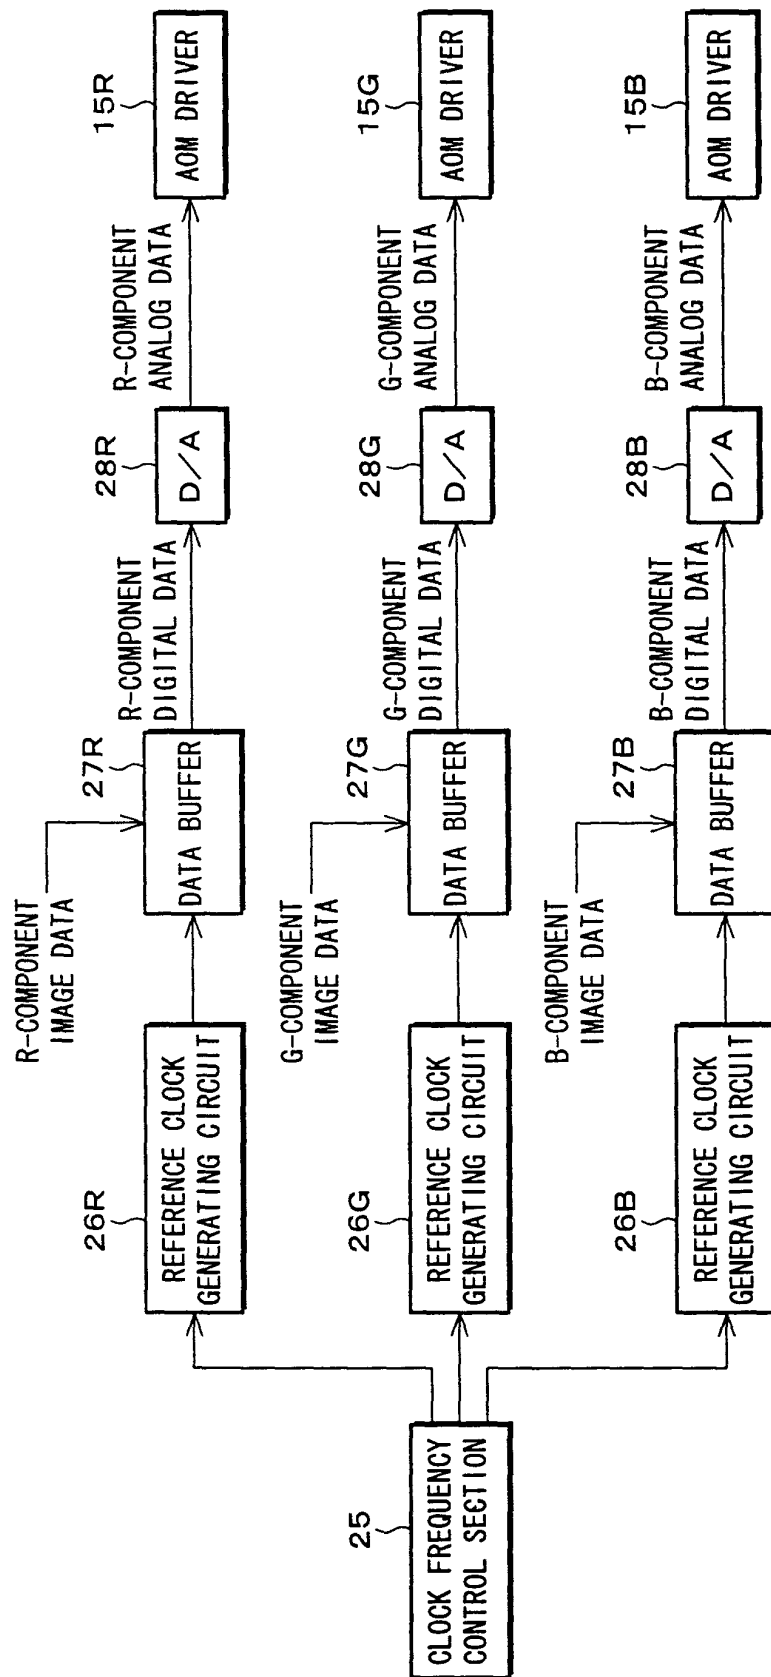 25
CLOCK FREQUENCY
CONTROL SECTION
26R
REFERENCE CLOCK
GENERATING CIRCUIT
R-COMPONENT
IMAGE DATA
27R
DATA BUFFER
R-COMPONENT
DIGITAL DATA
28R
D/A
R-COMPONENT
ANALOG DATA
15R
AOM DRIVER
26G
REFERENCE CLOCK
GENERATING CIRCUIT
G-COMPONENT
IMAGE DATA
27G
DATA BUFFER
G-COMPONENT
DIGITAL DATA
28G
D/A
G-COMPONENT
ANALOG DATA
15G
AOM DRIVER
26B
REFERENCE CLOCK
GENERATING CIRCUIT
B-COMPONENT
IMAGE DATA
27B
DATA BUFFER
B-COMPONENT
DIGITAL DATA
28B
D/A
B-COMPONENT
ANALOG DATA
15B
AOM DRIVER